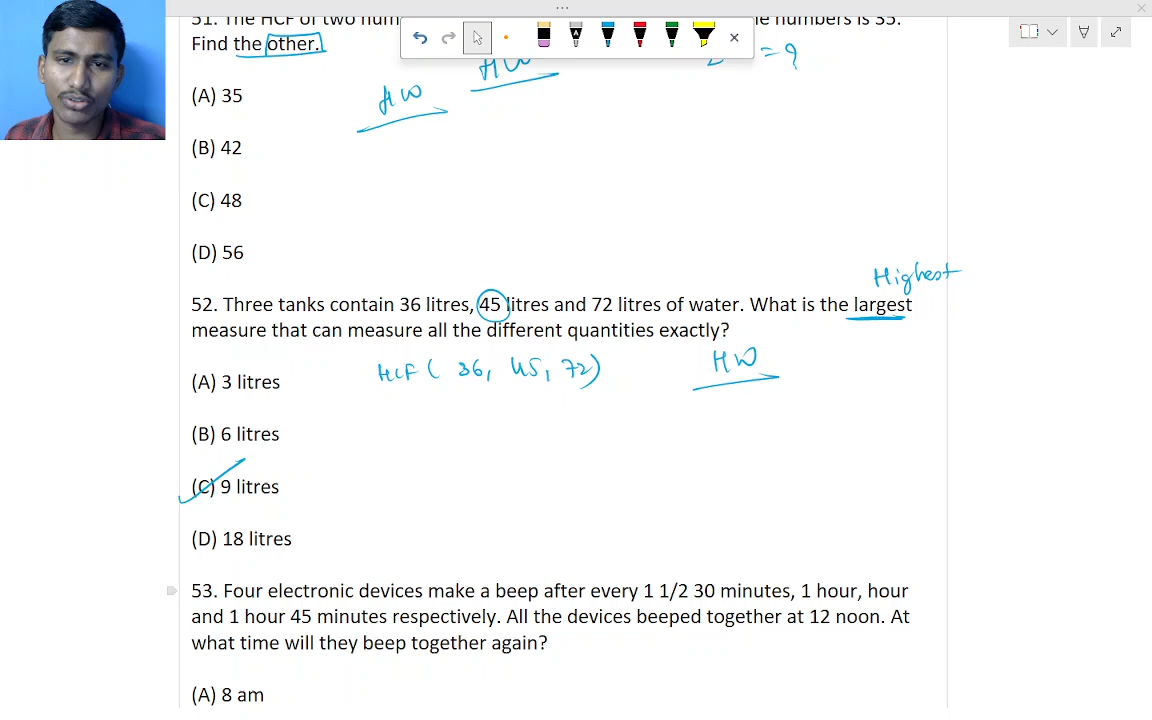 51. The HCF of two num e numbers is 35.
Find the other.
= ?
HW
HW
(A) 35
(B) 42
(C) 48
(D) 56
Highest
52. Three tanks contain 36 litres, 45 litres and 72 litres of water. What is the largest
measure that can measure all the different quantities exactly?
HCF ( 36, 45, 72)
HW
(A) 3 litres
(B) 6 litres
(C) 9 litres
(D) 18 litres
53. Four electronic devices make a beep after every 1 1/2 30 minutes, 1 hour, hour
and 1 hour 45 minutes respectively. All the devices beeped together at 12 noon. At
what time will they beep together again?
(A) 8 am